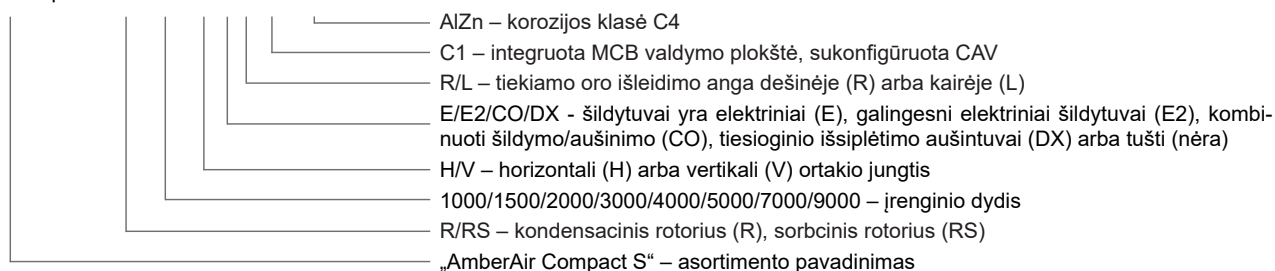 AlZn – korozijos klasė C4
C1 – integruota MCB valdymo plokštė, sukonfigūruota CAV
R/L – tiekiamo oro išleidimo anga dešinėje (R) arba kairėje (L)
E/E2/CO/DX - šildytuvai yra elektriniai (E), galingesni elektriniai šildytuvai (E2), kombi-
nuoti šildymo/aušinimo (CO), tiesioginio išsiplėtimo aušintuvai (DX) arba tušti (nėra)
H/V – horizontali (H) arba vertikali (V) ortakio jungtis
1000/1500/2000/3000/4000/5000/7000/9000 – įrenginio dydis
R/RS – kondensacinis rotorius (R), sorbcinis rotorius (RS)
„AmberAir Compact S“ – asortimento pavadinimas